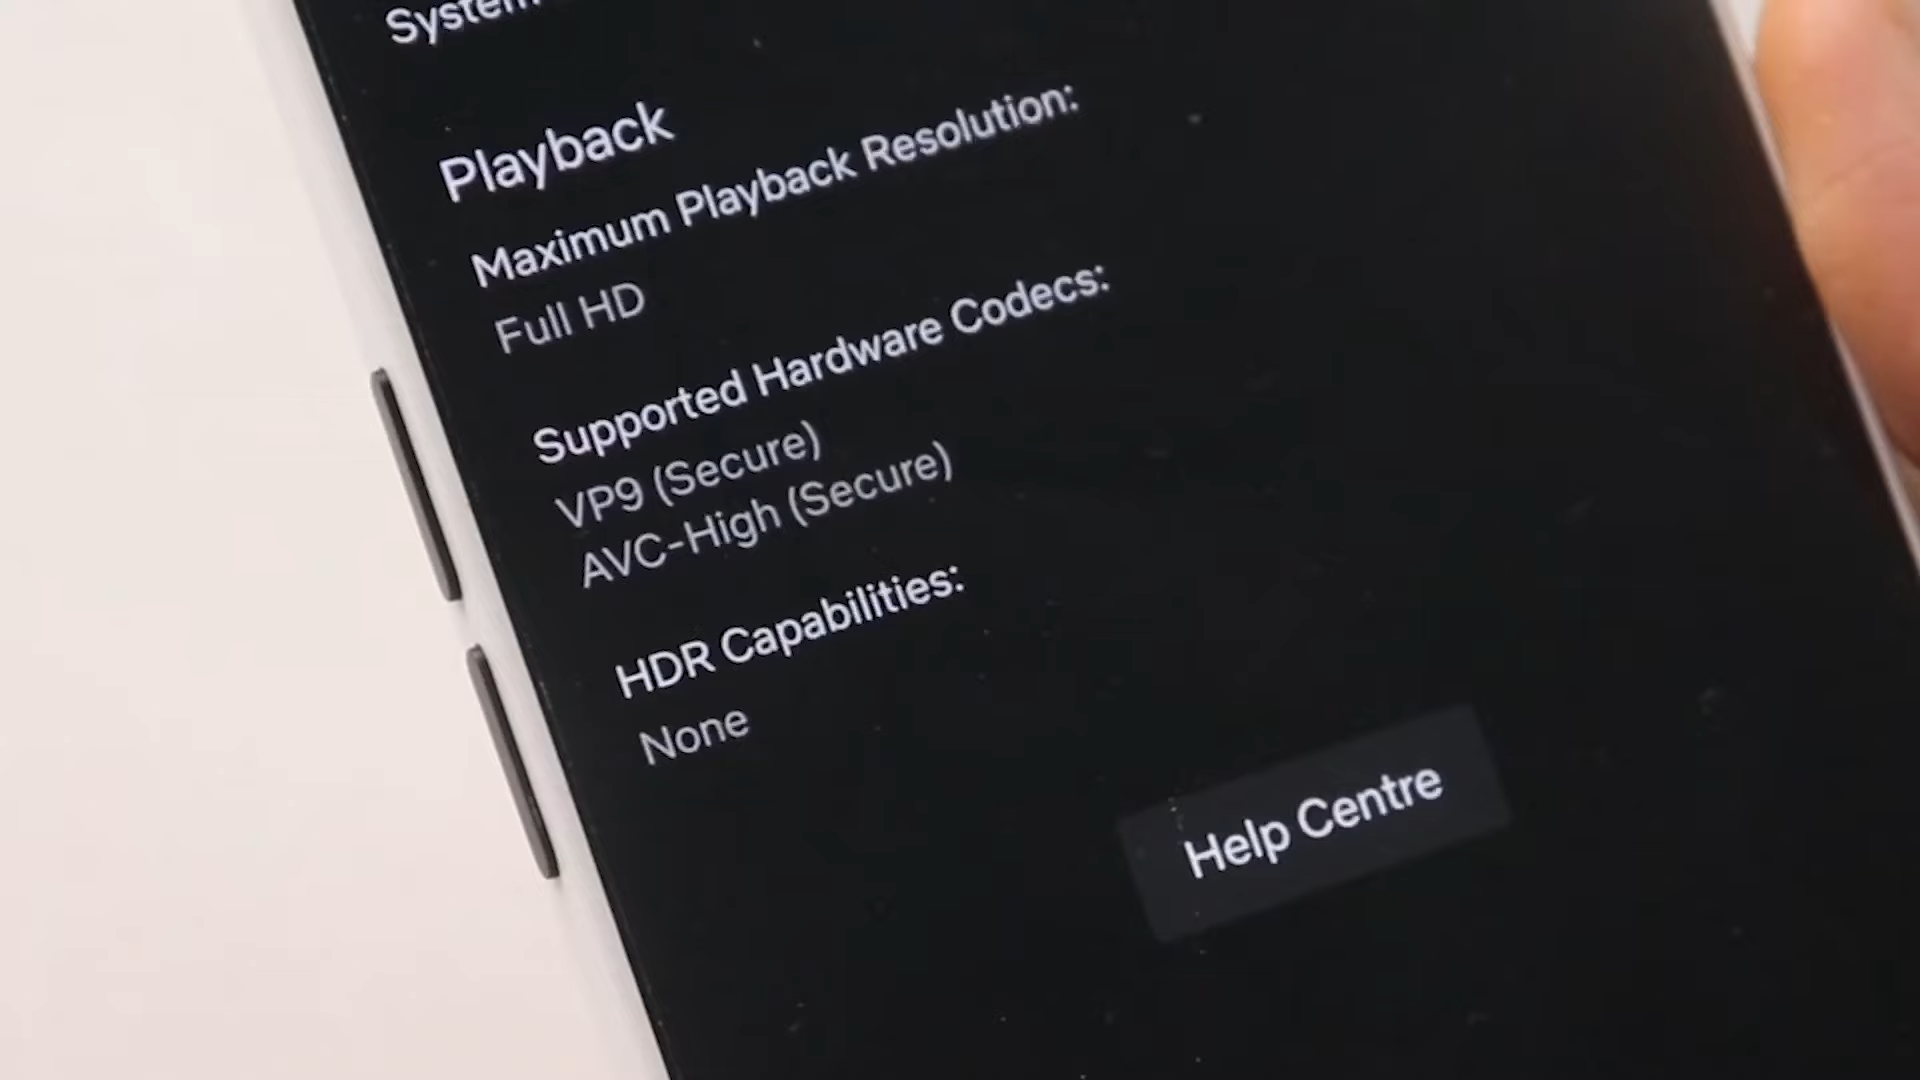 System
Playback
Maximum Playback Resolution:
Full HD
Supported Hardware Codecs:
VP9 (Secure)
AVC-High (Secure)
HDR Capabilities:
None
Help Centre